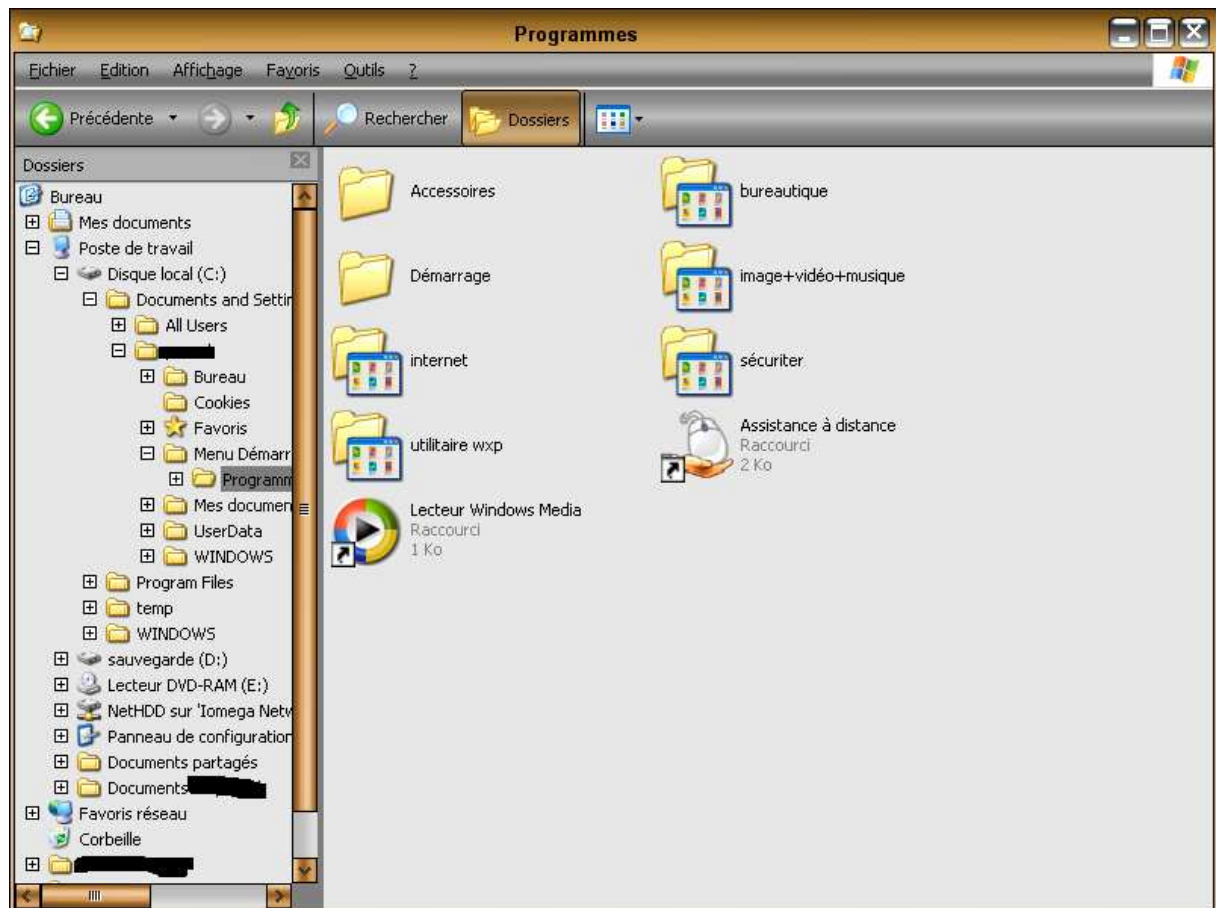 Programmes
Fichier Edition Affichage Favoris Outils ?
Précédente Rechercher Dossiers
Dossiers
Bureau
Mes documents
Poste de travail
Disque local (C:)
Documents and Settin
All Users
Bureau
Cookies
Favoris
Menu Démarr
Programm
Mes documen
UserData
WINDOWS
Program Files
temp
WINDOWS
sauvegarde (D:)
Lecteur DVD-RAM (E:)
NetHDD sur 'Iomega Netw
Panneau de configuration
Documents partagés
Documents
Favoris réseau
Corbeille
Accessoires
bureautique
Démarrage
image+vidéo+musique
internet
sécuriter
utilitaire wxp
Assistance à distance
Raccourci
2 Ko
Lecteur Windows Media
Raccourci
1 Ko